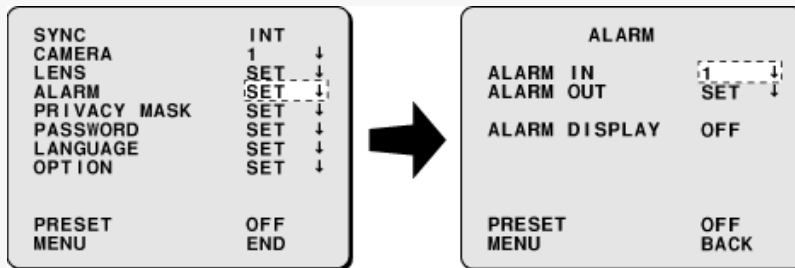 SYNC INT
CAMERA 1 ↓
LENS SET ↓
ALARM SET ↓
PRIVACY MASK SET ↓
PASSWORD SET ↓
LANGUAGE SET ↓
OPTION SET ↓
PRESET OFF
MENU END
ALARM
ALARM IN 1 ↓
ALARM OUT SET ↓
ALARM DISPLAY OFF
PRESET OFF
MENU BACK